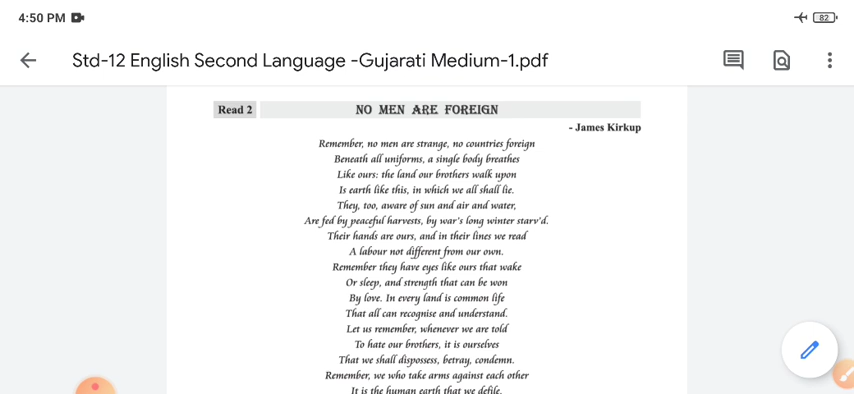 4:50 PM
82
Std-12 English Second Language -Gujarati Medium-1.pdf
Read 2
NO MEN ARE FOREIGN
- James Kirkup
Remember, no men are strange, no countries foreign
Beneath all uniforms, a single body breathes
Like ours: the land our brothers walk upon
Is earth like this, in which we all shall lie.
They, too, aware of sun and air and water,
Are fed by peaceful harvests, by war's long winter starv'd.
Their hands are ours, and in their lines we read
A labour not different from our own.
Remember they have eyes like ours that wake
Or sleep, and strength that can be won
By love. In every land is common life
That all can recognise and understand.
Let us remember, whenever we are told
To hate our brothers, it is ourselves
That we shall dispossess, betray, condemn.
Remember, we who take arms against each other
It is the human earth that we defile.